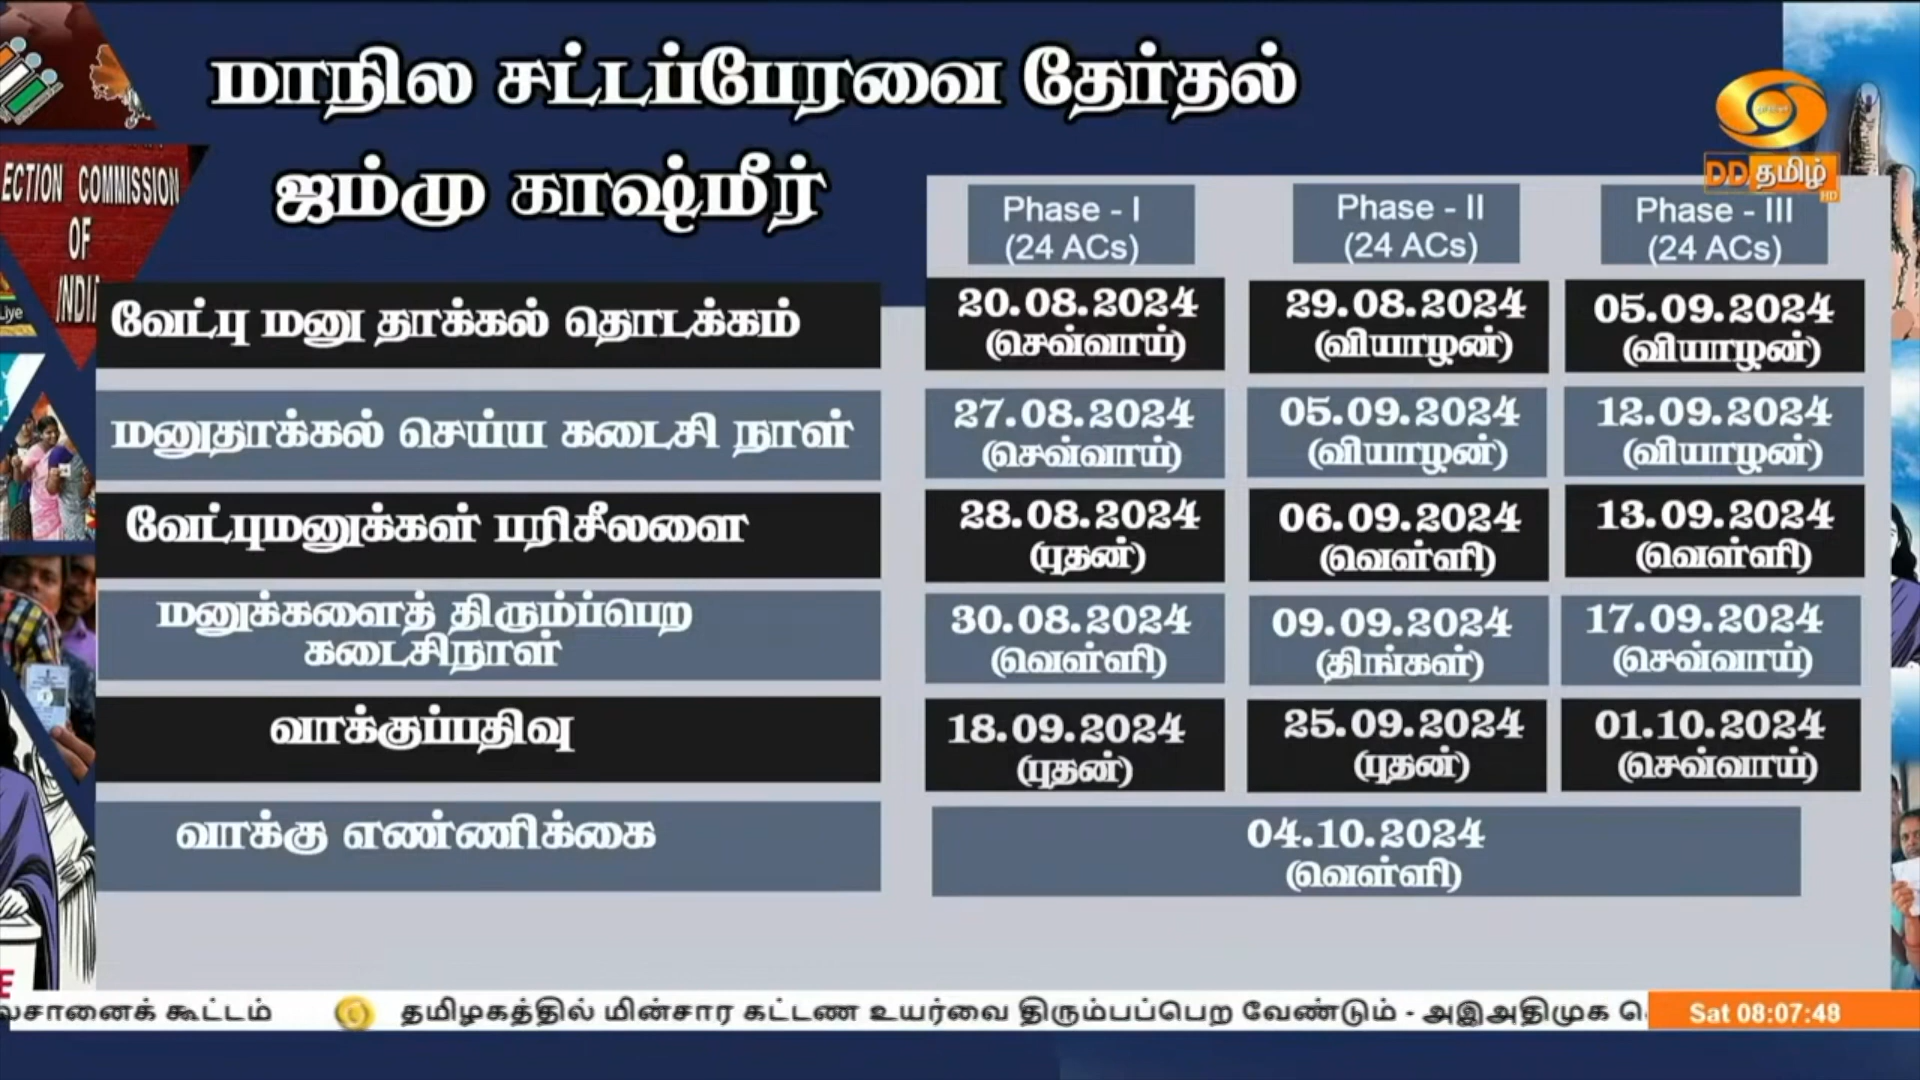 மாநில சட்டப்பேரவை தேர்தல்
ஜம்மு காஷ்மீர்
ECTION COMMISSION
OF
INDIA
DD தமிழ்
HD
Phase - I
(24 ACs)
Phase - II
(24 ACs)
Phase - III
(24 ACs)
வேட்பு மனு தாக்கல் தொடக்கம்
20.08.2024
(செவ்வாய்)
29.08.2024
(வியாழன்)
05.09.2024
(வியாழன்)
மனுதாக்கல் செய்ய கடைசி நாள்
27.08.2024
(செவ்வாய்)
05.09.2024
(வியாழன்)
12.09.2024
(வியாழன்)
வேட்புமனுக்கள் பரிசீலளை
28.08.2024
(புதன்)
06.09.2024
(வெள்ளி)
13.09.2024
(வெள்ளி)
மனுக்களைத் திரும்ப்பெற
கடைசிநாள்
30.08.2024
(வெள்ளி)
09.09.2024
(திங்கள்)
17.09.2024
(செவ்வாய்)
வாக்குப்பதிவு
18.09.2024
(புதன்)
25.09.2024
(புதன்)
01.10.2024
(செவ்வாய்)
வாக்கு எண்ணிக்கை
04.10.2024
(வெள்ளி)
லசானைக் கூட்டம் தமிழகத்தில் மின்சார கட்டண உயர்வை திரும்பப்பெற வேண்டும் - அஇஅதிமுக
Sat 08:07:48